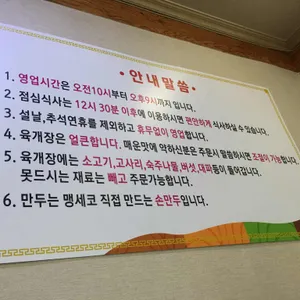 • 안 내 말 씀 •
1. 영업시간은 오전10시부터 오후9시까지 입니다.
2. 점심식사는 12시 30분 이후에 이용하시면 편안하게 식사하실 수 있습니다.
3. 설날,추석연휴를 제외하고 휴무없이 영업합니다.
4. 육개장은 얼큰합니다. 매운맛에 약하신분은 주문시 말씀하시면 조절이 가능합니다.
5. 육개장에는 소고기,고사리,숙주나물,버섯,대파등이 들어갑니다.
못드시는 재료는 빼고 주문가능합니다.
6. 만두는 맹세코 직접 만드는 손만두입니다.